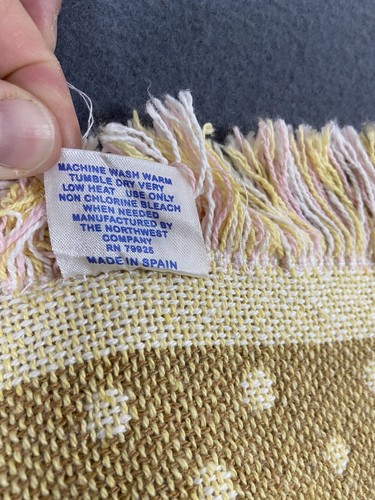 MACHINE WASH WARM
TUMBLE DRY VERY
LOW HEAT USE ONLY
NON CHLORINE BLEACH
WHEN NEEDED
MANUFACTURED BY
THE NORTHWEST
COMPANY
RN 79925
MADE IN SPAIN